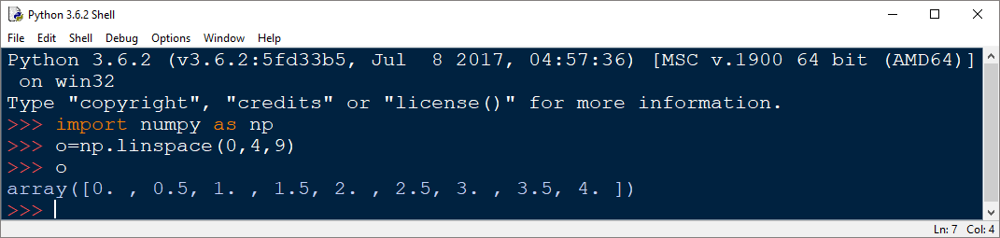 Python 3.6.2 Shell
File Edit Shell Debug Options Window Help
Python 3.6.2 (v3.6.2:5fd33b5, Jul  8 2017, 04:57:36) [MSC v.1900 64 bit (AMD64)]
 on win32
Type "copyright", "credits" or "license()" for more information.
>>> import numpy as np
>>> o=np.linspace(0,4,9)
>>> o
array([0. , 0.5, 1. , 1.5, 2. , 2.5, 3. , 3.5, 4. ])
>>>
Ln: 7 Col: 4